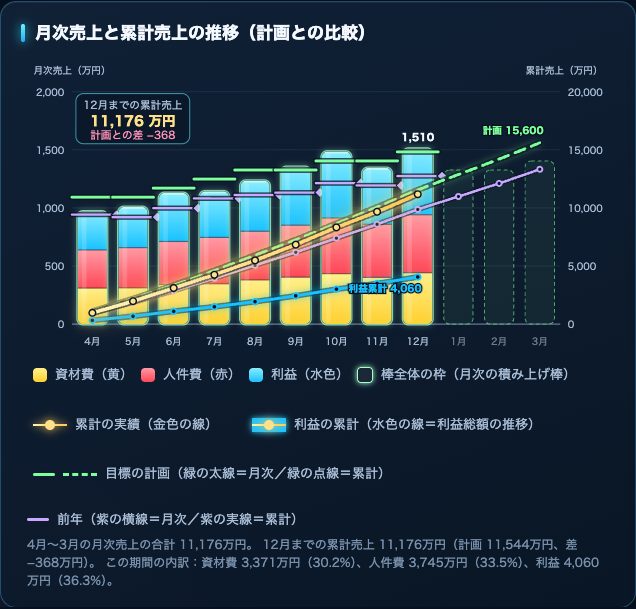 月次売上と累計売上の推移（計画との比較）
月次売上（万円）
累計売上（万円）
2,000
20,000
12月までの累計売上
11,176 万円
計画との差 −368
1,510
計画 15,600
1,500
15,000
1,000
10,000
500
5,000
利益累計 4,060
0
0
4月
5月
6月
7月
8月
9月
10月
11月
12月
1月
2月
3月
資材費（黄）
人件費（赤）
利益（水色）
棒全体の枠（月次の積み上げ棒）
累計の実績（金色の線）
利益の累計（水色の線＝利益総額の推移）
目標の計画（緑の太線＝月次／緑の点線＝累計）
前年（紫の横線＝月次／紫の実線＝累計）
4月〜3月の月次売上の合計 11,176万円。 12月までの累計売上 11,176万円（計画 11,544万円、差
−368万円）。 この期間の内訳：資材費 3,371万円（30.2%）、人件費 3,745万円（33.5%）、利益 4,060
万円（36.3%）。